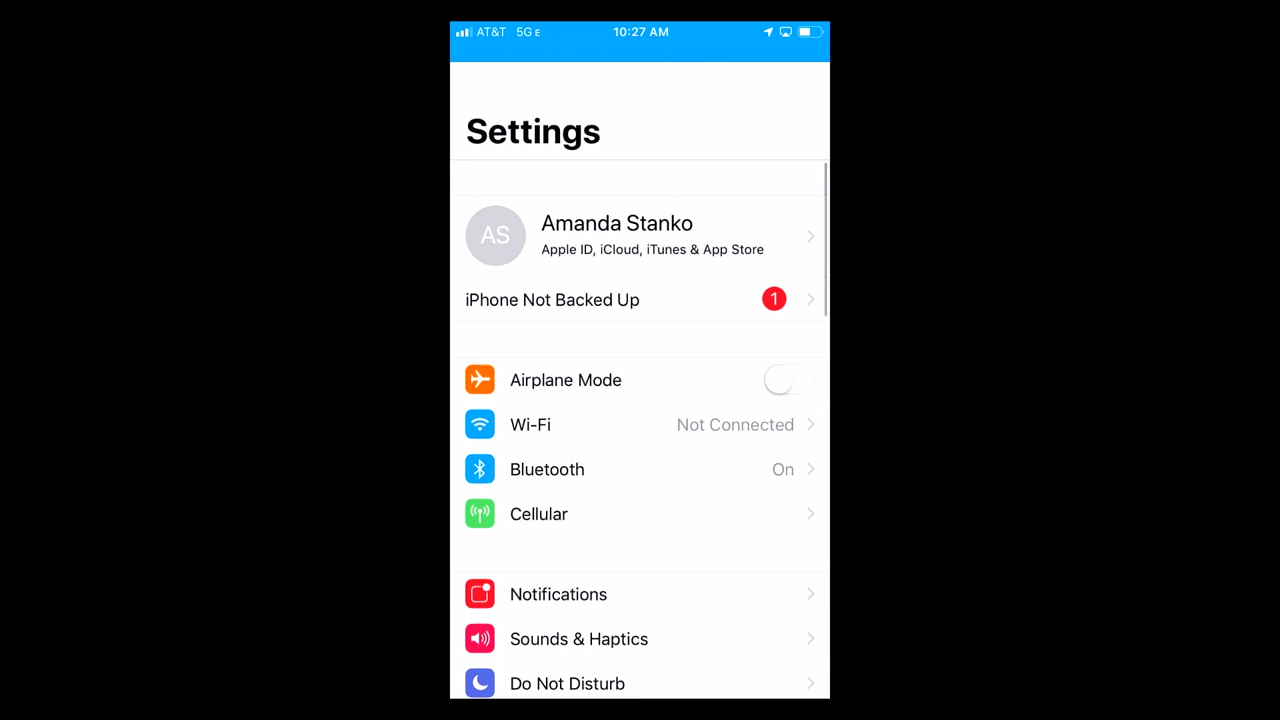 AT&T 5G E 10:27 AM
Settings
AS
Amanda Stanko
Apple ID, iCloud, iTunes & App Store
iPhone Not Backed Up 1
Airplane Mode
Wi-Fi Not Connected
Bluetooth On
Cellular
Notifications
Sounds & Haptics
Do Not Disturb